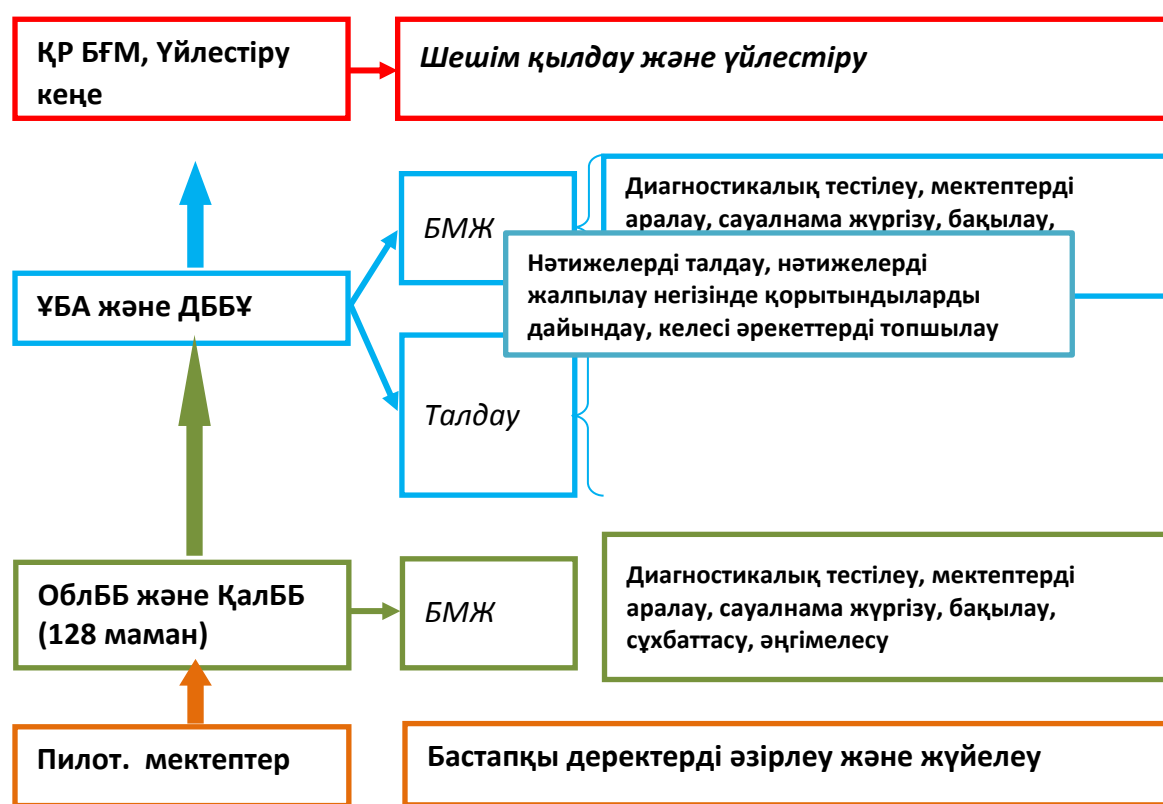 ҚР БҒМ, Үйлестіру
кеңе
Шешім қылдау және үйлестіру
БМЖ
Диагностикалық тестілеу, мектептерді
аралау, сауалнама жүргізу, бақылау,
Нәтижелерді талдау, нәтижелерді
жалпылау негізінде қорытындыларды
дайындау, келесі әрекеттерді топшылау
ҰБА және ДББҰ
Талдау
ОблББ және ҚалББ
(128 маман)
БМЖ
Диагностикалық тестілеу, мектептерді
аралау, сауалнама жүргізу, бақылау,
сұхбаттасу, әңгімелесу
Пилот. мектептер
Бастапқы деректерді әзірлеу және жүйелеу